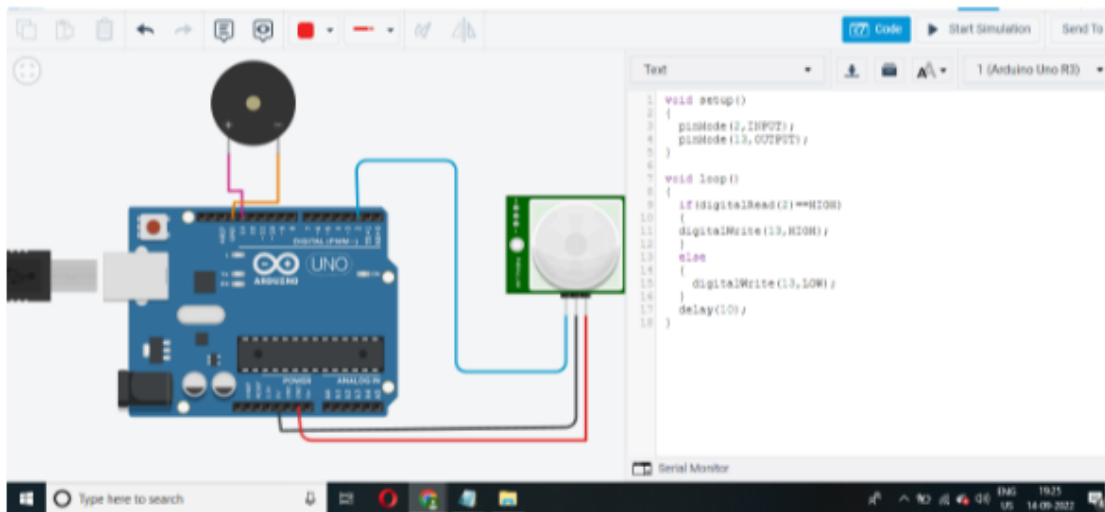 Code
Start Simulation
Send To
Text
1 (Arduino Uno R3)
1 void setup()
2 {
3 pinMode(2,INPUT);
4 pinMode(13,OUTPUT);
5 }
6
7 void loop()
8 {
9 if(digitalRead(2)==HIGH)
10 {
11 digitalWrite(13,HIGH);
12 }
13 else
14 {
15 digitalWrite(13,LOW);
16 }
17 delay(10);
18 }
DIGITAL (PWM~)
UNO
ARDUINO
POWER
ANALOG IN
Serial Monitor
Type here to search
ENG
US
19:25
14-09-2022